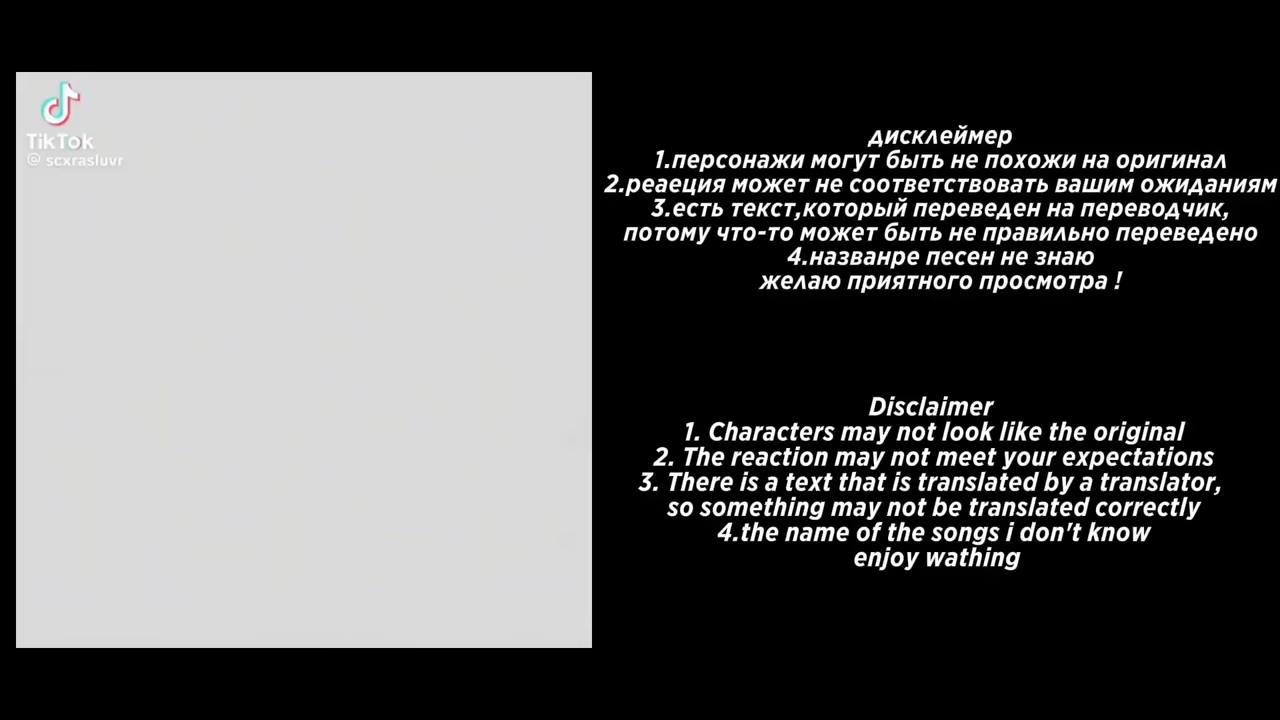 TikTok
@ scxrasluvr
дисклеймер
1.персонажи могут быть не похожи на оригинал
2.реаеция может не соответствовать вашим ожиданиям
3.есть текст,который переведен на переводчик,
потому что-то может быть не правильно переведено
4.названре песен не знаю
желаю приятного просмотра !
Disclaimer
1. Characters may not look like the original
2. The reaction may not meet your expectations
3. There is a text that is translated by a translator,
so something may not be translated correctly
4.the name of the songs i don't know
enjoy wathing